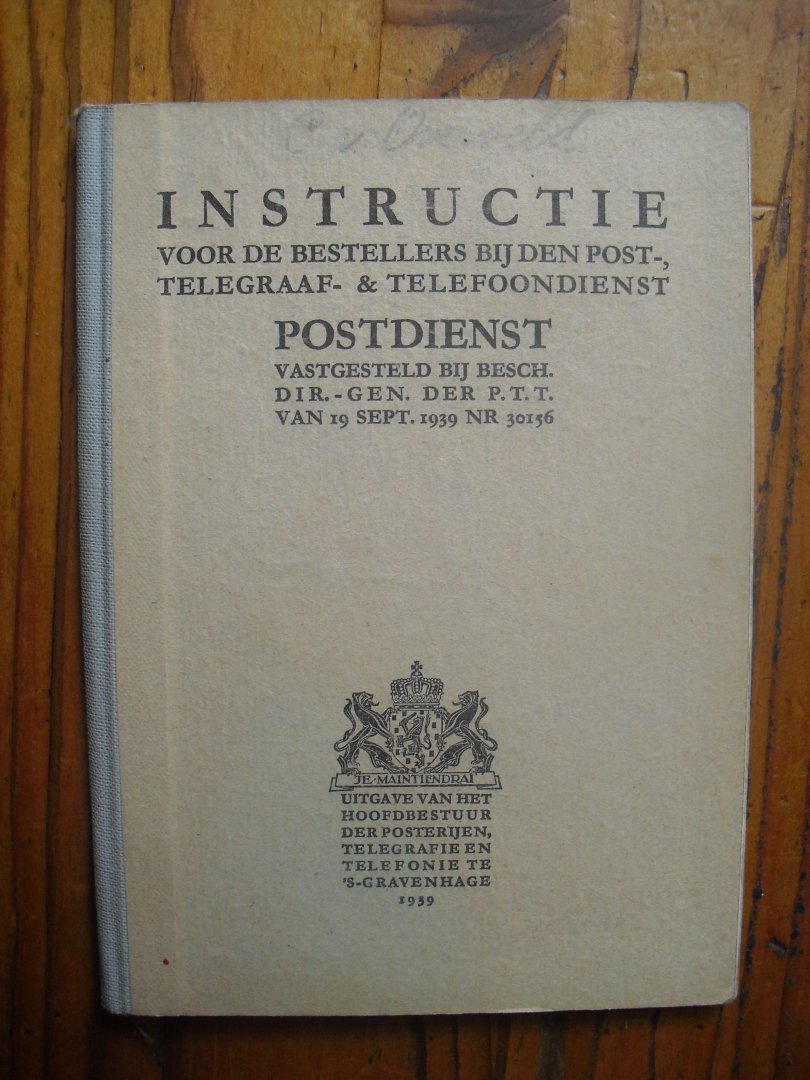 INSTRUCTIE
VOOR DE BESTELLERS BIJ DEN POST-,
TELEGRAAF- & TELEFOONDIENST
POSTDIENST
VASTGESTELD BIJ BESCH.
DIR.-GEN. DER P.T.T.
VAN 19 SEPT. 1939 NR 30156
JE·MAINTIENDRAI
UITGAVE VAN HET
HOOFDBESTUUR
DER POSTERIJEN,
TELEGRAFIE EN
TELEFONIE TE
'S-GRAVENHAGE
1939